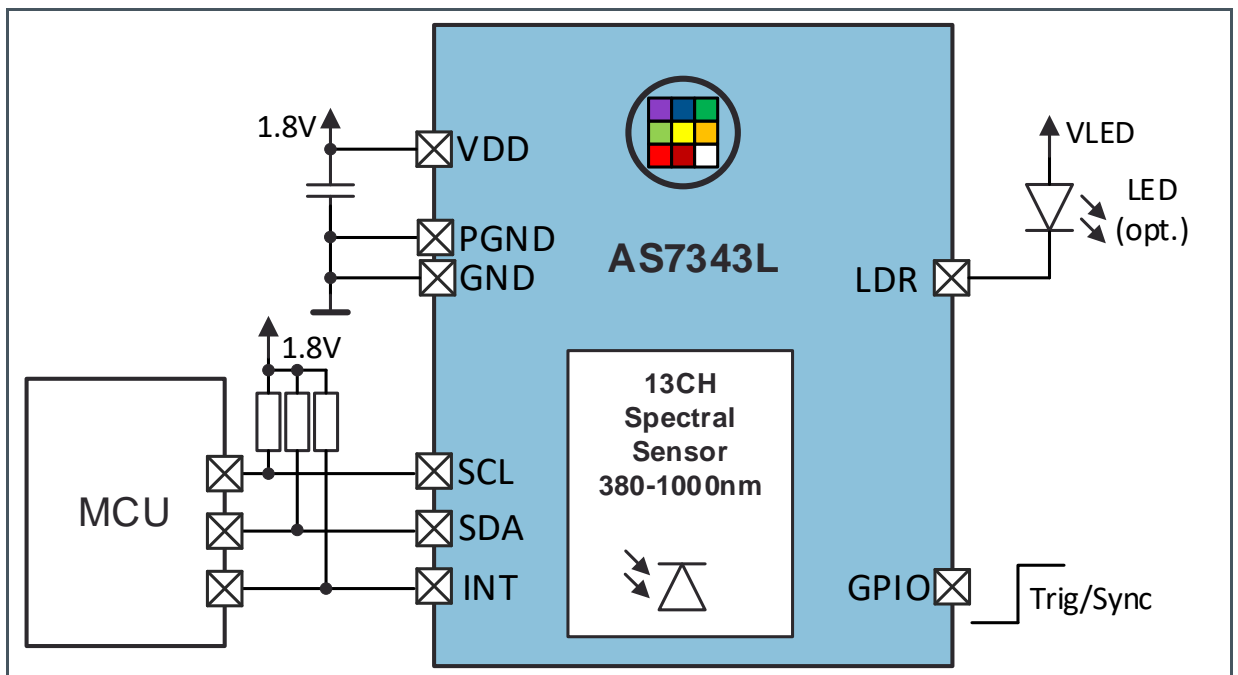 1.8V
VDD
PGND
GND
AS7343L
VLED
LED
(opt.)
LDR
1.8V
MCU
SCL
SDA
INT
13CH
Spectral
Sensor
380-1000nm
GPIO
Trig/Sync